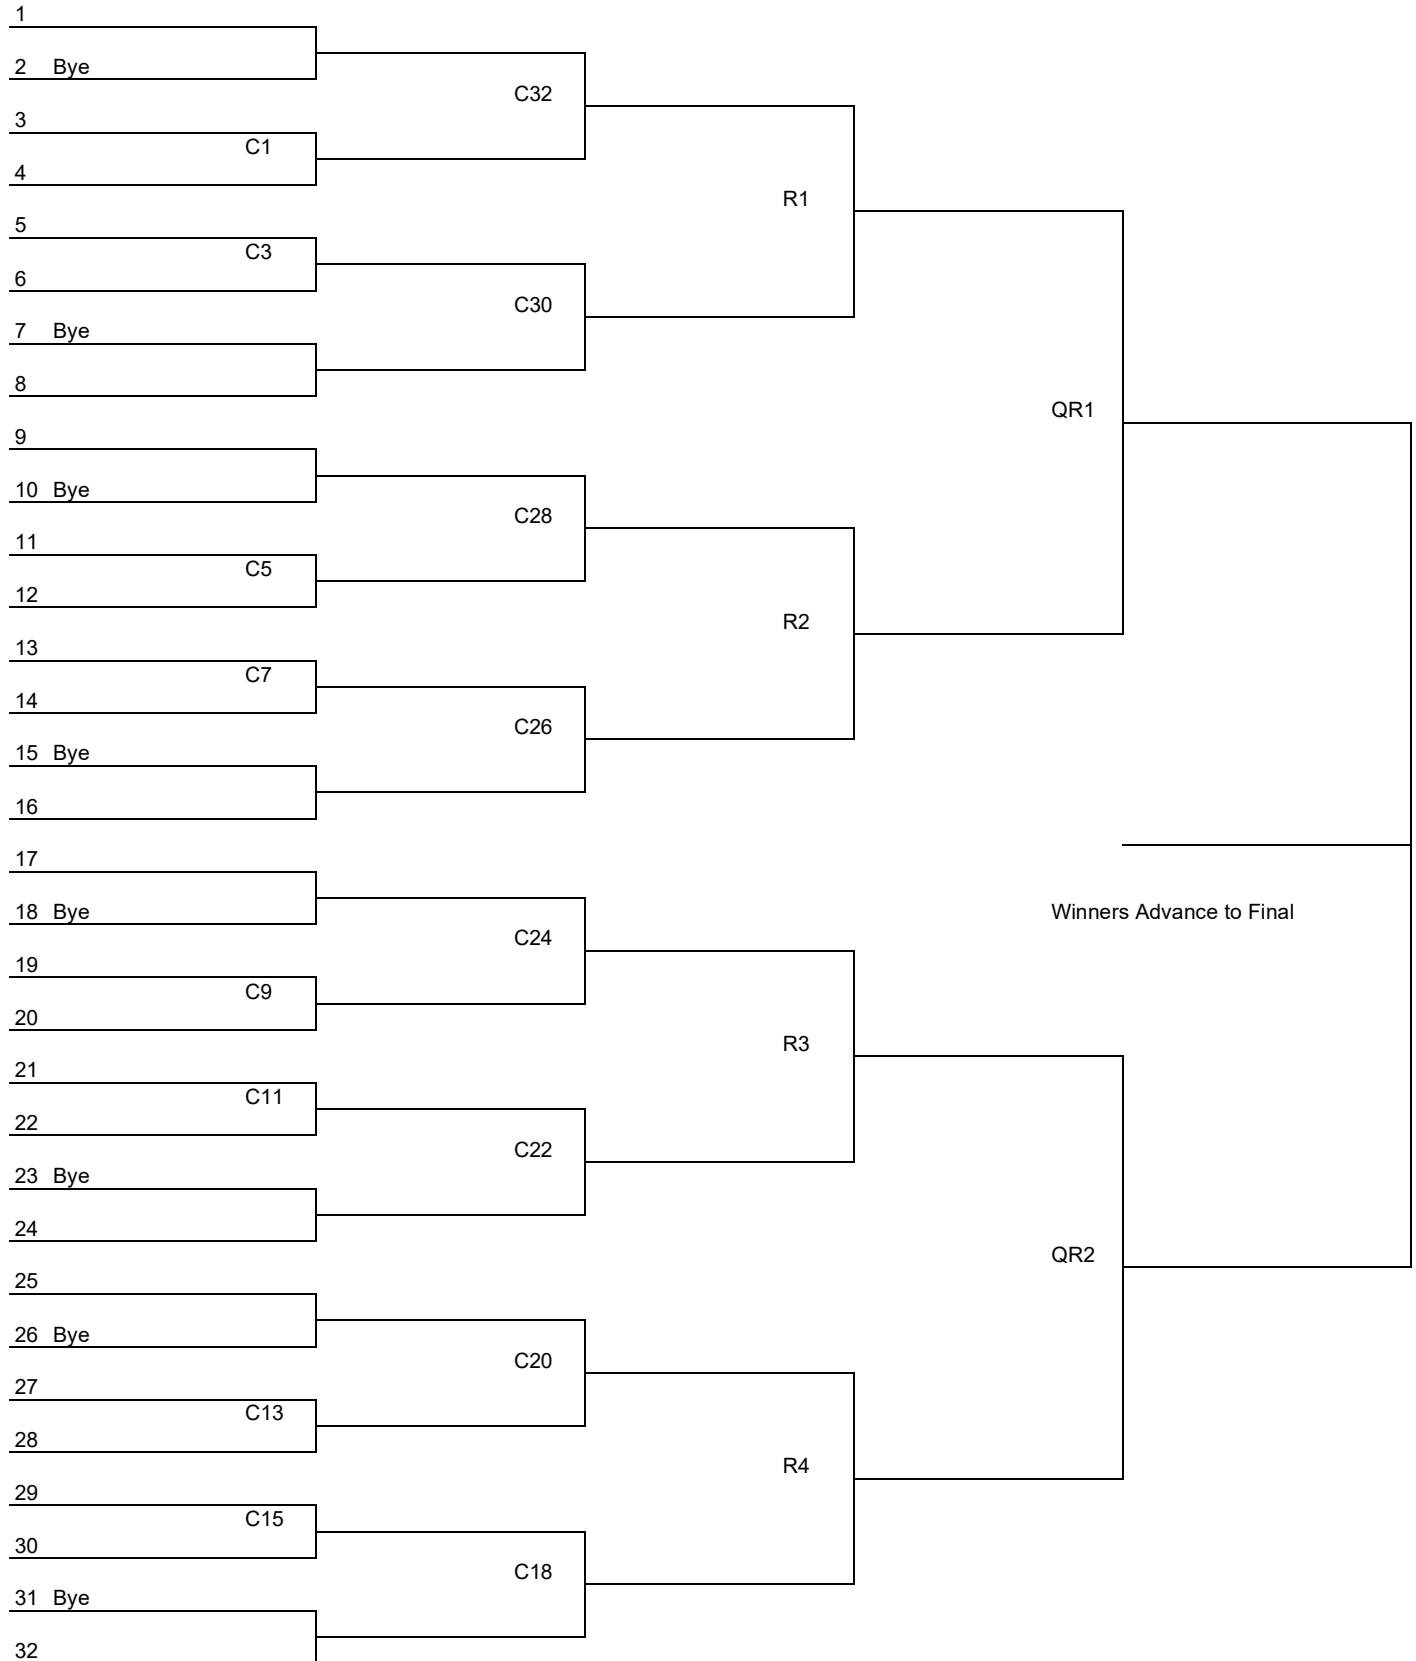 1
2 Bye
C32
3
C1
4
R1
5
C3
6
C30
7 Bye
8
QR1
9
10 Bye
C28
11
C5
12
R2
13
C7
14
C26
15 Bye
16
17
18 Bye
Winners Advance to Final
C24
19
C9
20
R3
21
C11
22
C22
23 Bye
24
QR2
25
26 Bye
C20
27
C13
28
R4
29
C15
30
C18
31 Bye
32